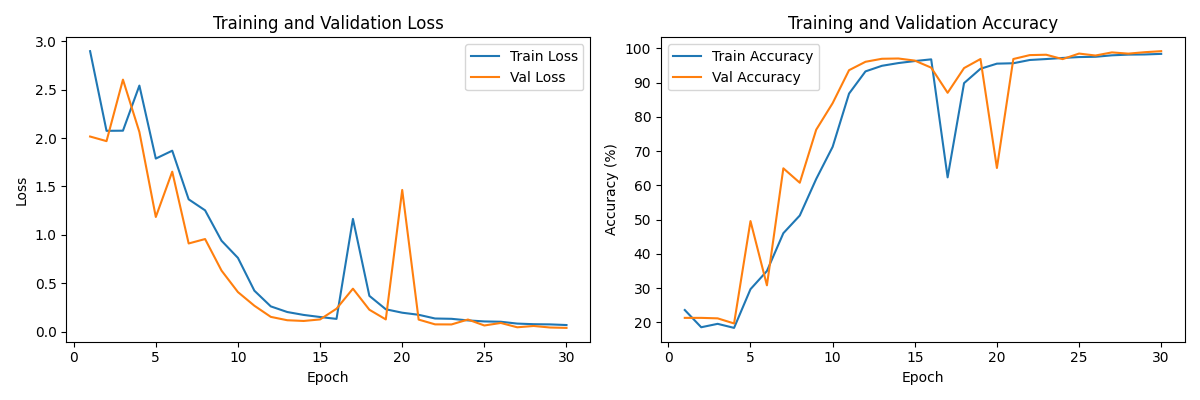 Training and Validation Loss
3.0
2.5
2.0
1.5
1.0
0.5
0.0
Loss
Train Loss
Val Loss
0 5 10 15 20 25 30
Epoch
Training and Validation Accuracy
100
90
80
70
60
50
40
30
20
Accuracy (%)
Train Accuracy
Val Accuracy
0 5 10 15 20 25 30
Epoch